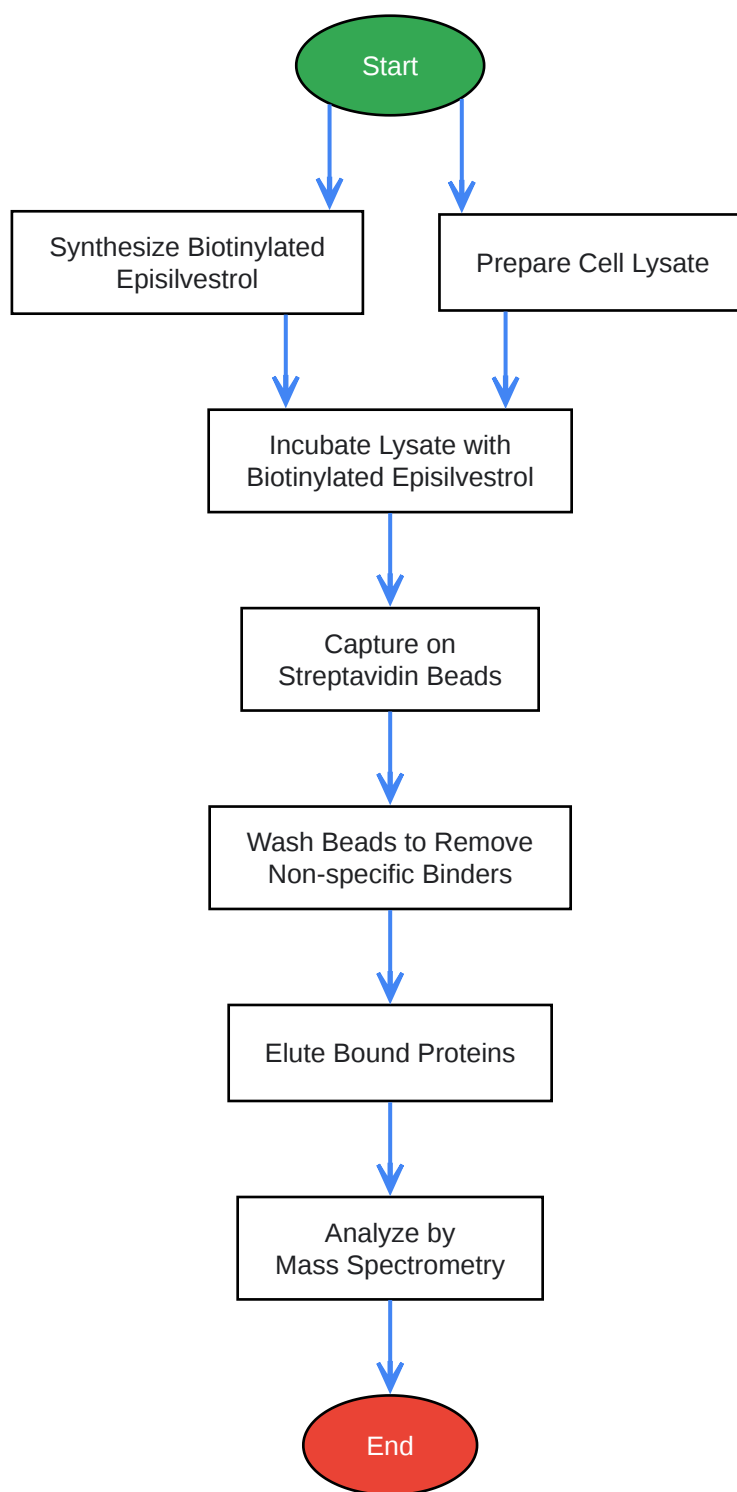 Start
Synthesize Biotinylated
Episilvestrol
Prepare Cell Lysate
Incubate Lysate with
Biotinylated Episilvestrol
Capture on
Streptavidin Beads
Wash Beads to Remove
Non-specific Binders
Elute Bound Proteins
Analyze by
Mass Spectrometry
End